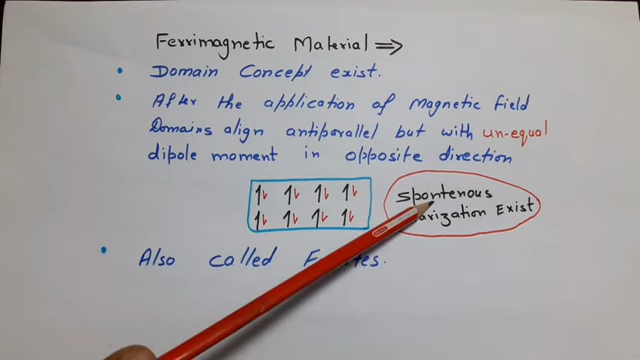 Ferrimagnetic Material ⇒
• Domain Concept exist.
• After the application of Magnetic Field
Domains align antiparallel but with un-equal
dipole moment in opposite direction
Spontenous
Exist
• Also called